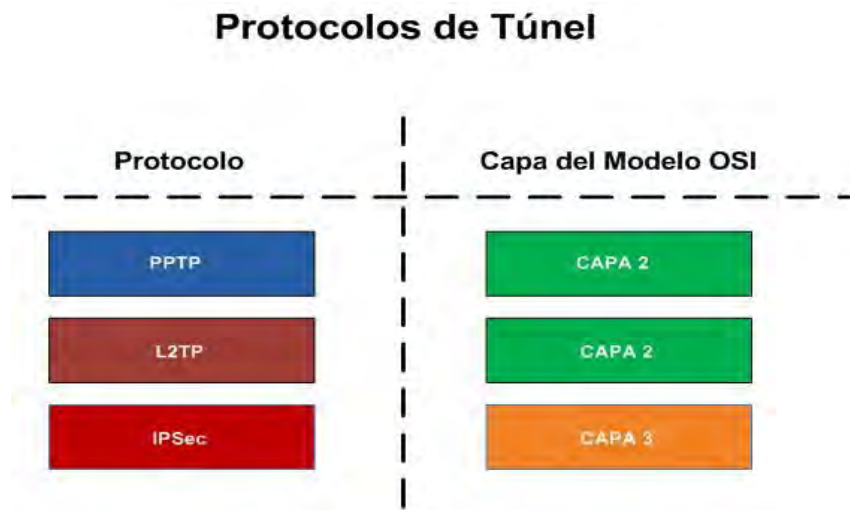 Protocolos de Túnel
Protocolo
Capa del Modelo OSI
PPTP
CAPA 2
L2TP
CAPA 2
IPSec
CAPA 3